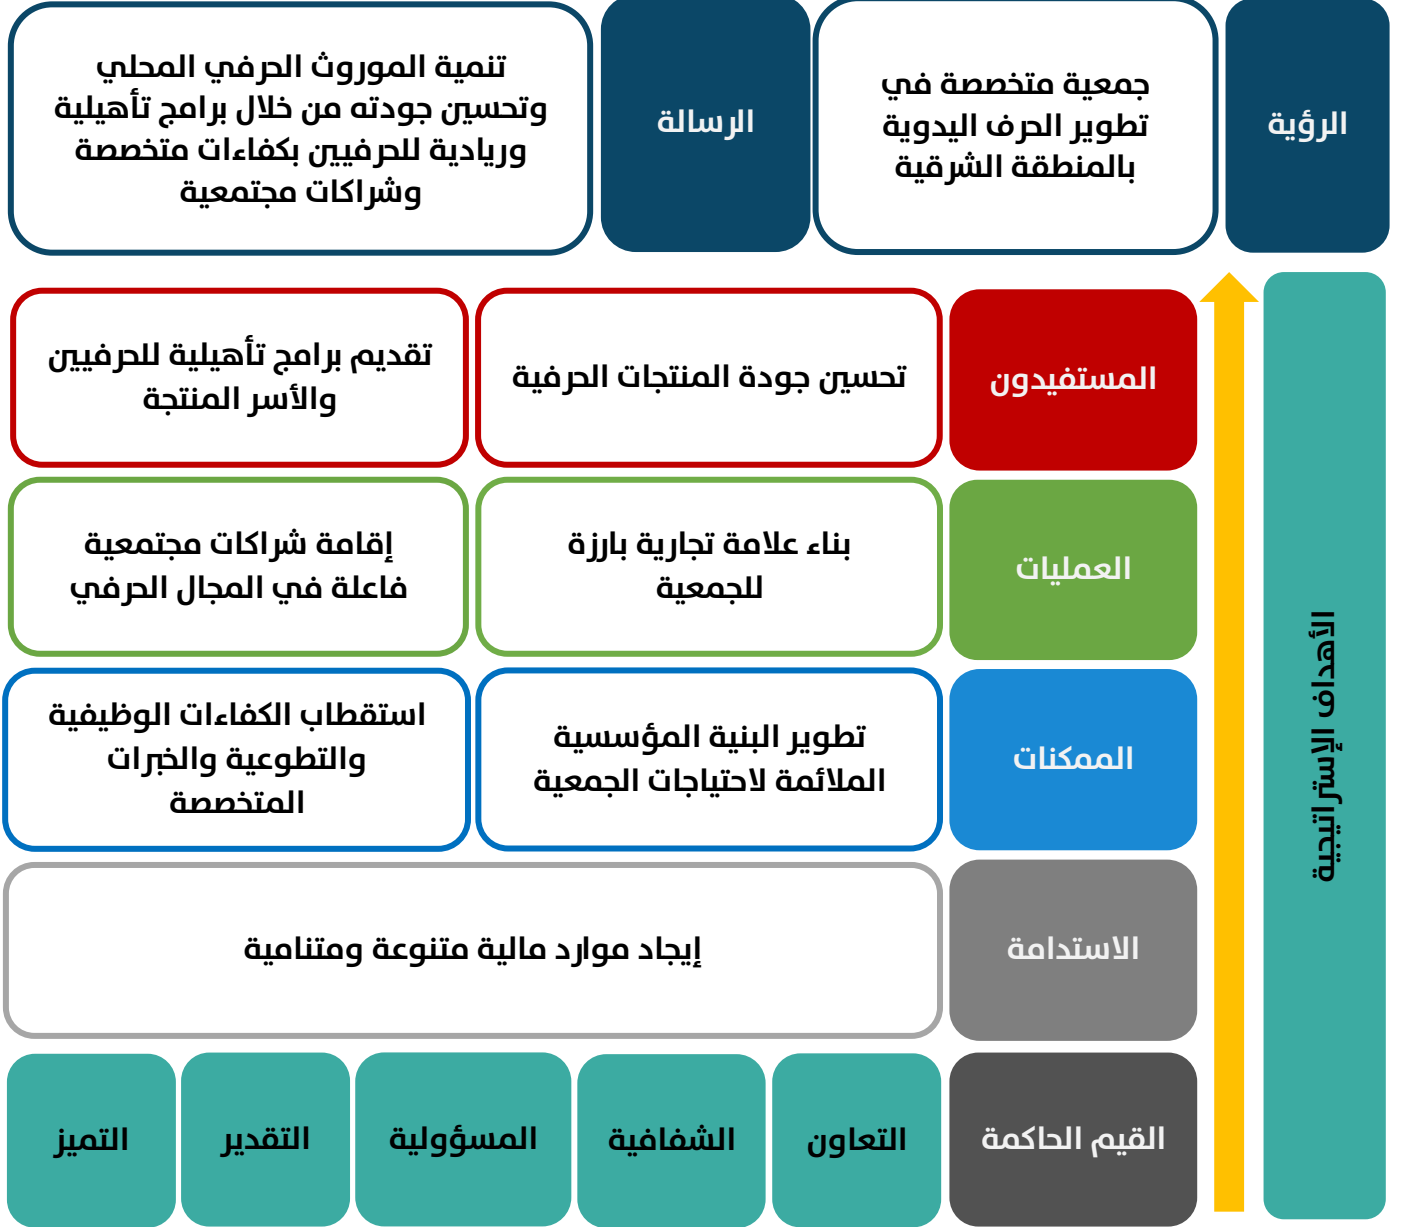 الرؤية
جمعية متخصصة في
تطوير الحرف اليدوية
بالمنطقة الشرقية
الرسالة
تنمية الموروث الحرفي المحلي
وتحسين جودته من خلال برامج تأهيلية
وريادية للحرفيين بكفاءات متخصصة
وشراكات مجتمعية
الأهداف الإستراتيجية
المستفيدون
تحسين جودة المنتجات الحرفية
تقديم برامج تأهيلية للحرفيين
والأسر المنتجة
العمليات
بناء علامة تجارية بارزة
للجمعية
إقامة شراكات مجتمعية
فاعلة في المجال الحرفي
الممكنات
تطوير البنية المؤسسية
الملائمة لاحتياجات الجمعية
استقطاب الكفاءات الوظيفية
والتطوعية والخبرات
المتخصصة
الاستدامة
إيجاد موارد مالية متنوعة ومتنامية
القيم الحاكمة
التعاون
الشفافية
المسؤولية
التقدير
التميز